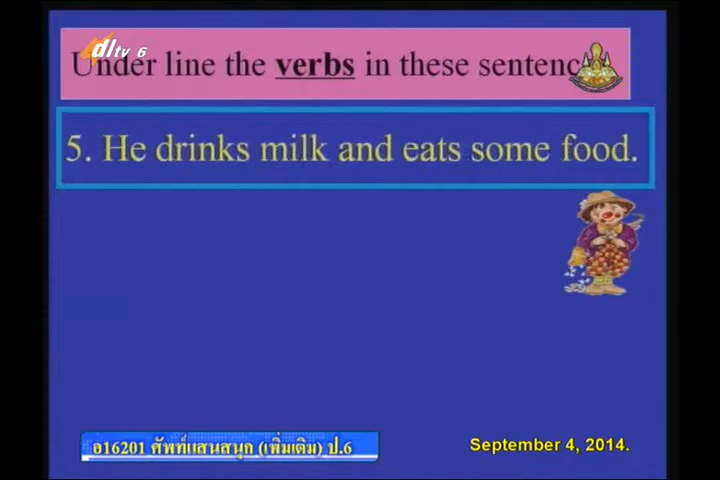 dltv 6
Under line the verbs in these sentenc
5. He drinks milk and eats some food.
อ16201 ศัพท์แสนสนุก (เพิ่มเติม) ป.6
September 4, 2014.